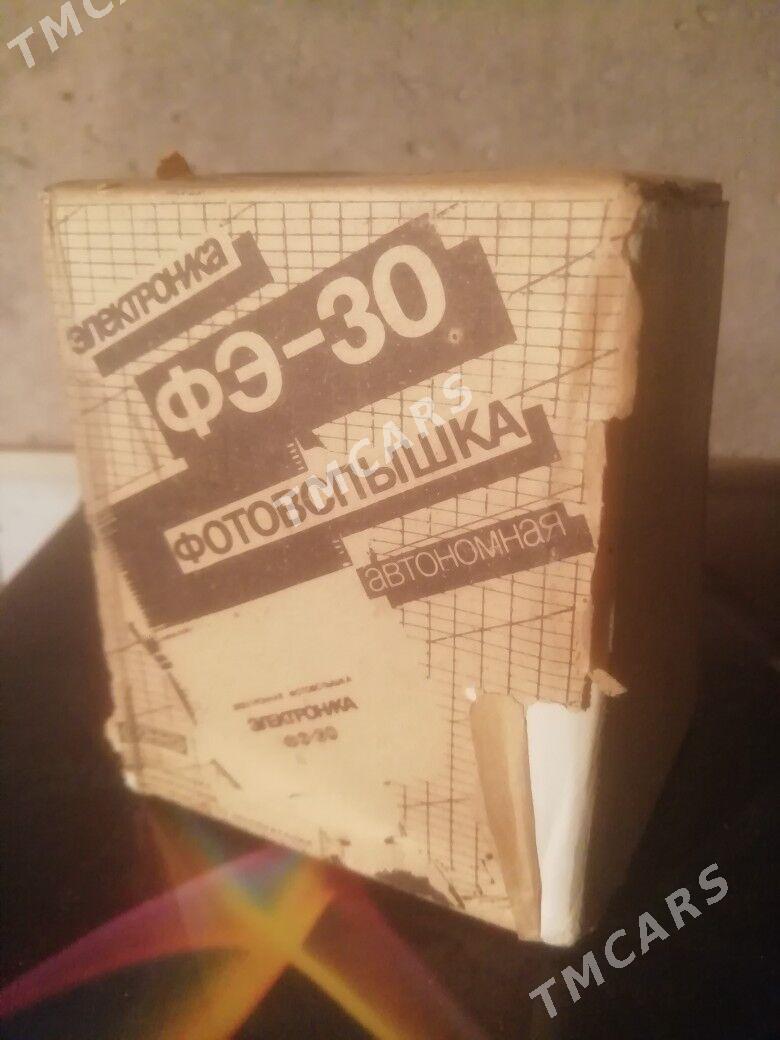 TMCARS
электроника
ФЭ-30
TMCARS
ФОТОВСПЫШКА
автономная
ЭЛЕКТРОНИКА
ФЭ-30
TMCARS